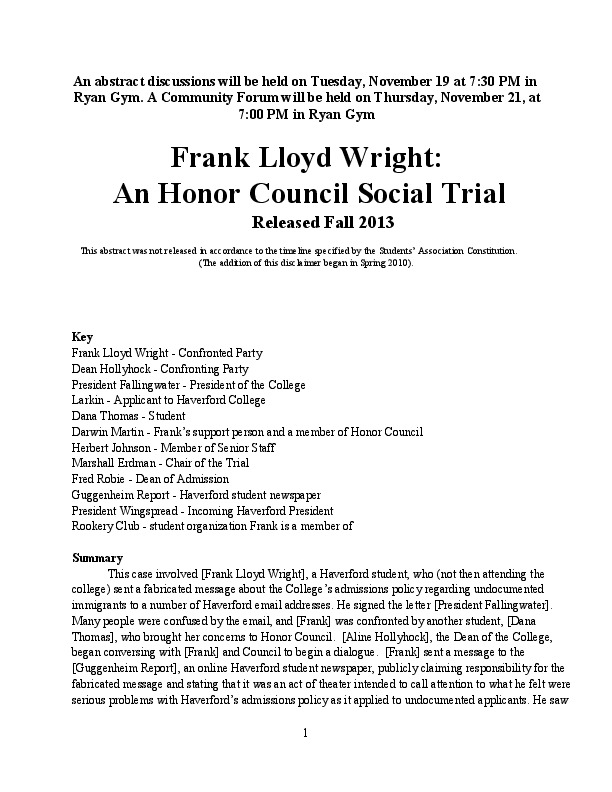 An abstract discussions will be held on Tuesday, November 19 at 7:30 PM in
Ryan Gym. A Community Forum will be held on Thursday, November 21, at
7:00 PM in Ryan Gym
Frank Lloyd Wright:
An Honor Council Social Trial
Released Fall 2013
This abstract was not released in accordance to the timeline specified by the Students' Association Constitution.
(The addition of this disclaimer began in Spring 2010).
Key
Frank Lloyd Wright - Confronted Party
Dean Hollyhock - Confronting Party
President Fallingwater - President of the College
Larkin - Applicant to Haverford College
Dana Thomas - Student
Darwin Martin - Frank's support person and a member of Honor Council
Herbert Johnson - Member of Senior Staff
Marshall Erdman - Chair of the Trial
Fred Robie - Dean of Admission
Guggenheim Report - Haverford student newspaper
President Wingspread - Incoming Haverford President
Rookery Club - student organization Frank is a member of
Summary
This case involved [Frank Lloyd Wright], a Haverford student, who (not then attending the
college) sent a fabricated message about the College's admissions policy regarding undocumented
immigrants to a number of Haverford email addresses. He signed the letter [President Fallingwater].
Many people were confused by the email, and [Frank] was confronted by another student, [Dana
Thomas], who brought her concerns to Honor Council. [Aline Hollyhock], the Dean of the College,
began conversing with [Frank] and Council to begin a dialogue. [Frank] sent a message to the
[Guggenheim Report], an online Haverford student newspaper, publicly claiming responsibility for the
fabricated message and stating that it was an act of theater intended to call attention to what he felt were
serious problems with Haverford's admissions policy as it applied to undocumented applicants. He saw
1